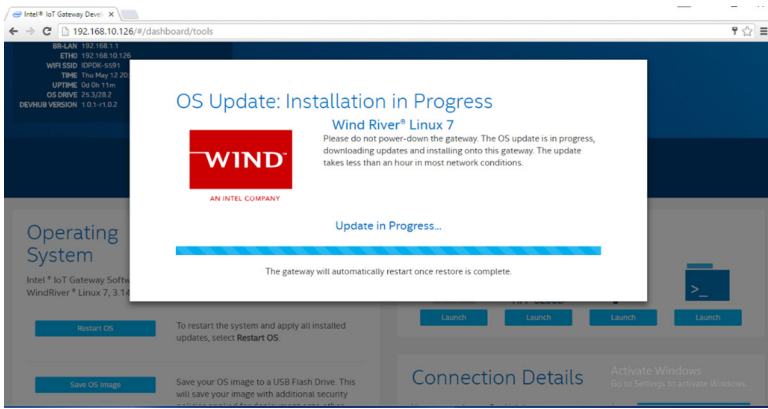 Intel® IoT Gateway Devel
192.168.10.126/#/dashboard/tools
BR-LAN 192.168.1.1
ETH0 192.168.10.126
WIFI SSID IDPDK-5591
TIME Thu May 12 20:
UPTIME 0d 0h 11m
OS DRIVE 25.3/28.2
DEVHUB VERSION 1.0.1-r1.0.2
OS Update: Installation in Progress
Wind River® Linux 7
Please do not power-down the gateway. The OS update is in progress,
downloading updates and installing onto this gateway. The update
takes less than an hour in most network conditions.
WIND
AN INTEL COMPANY
Update in Progress...
The gateway will automatically restart once restore is complete.
Operating
System
Intel ® IoT Gateway Softw
WindRiver ® Linux 7, 3.14
Restart OS
To restart the system and apply all installed
updates, select Restart OS.
Save OS Image
Save your OS image to a USB Flash Drive. This
will save your image with additional security
>_
Launch
Launch
Launch
Launch
Connection Details
Activate Windows
Go to Settings to activate Windows.